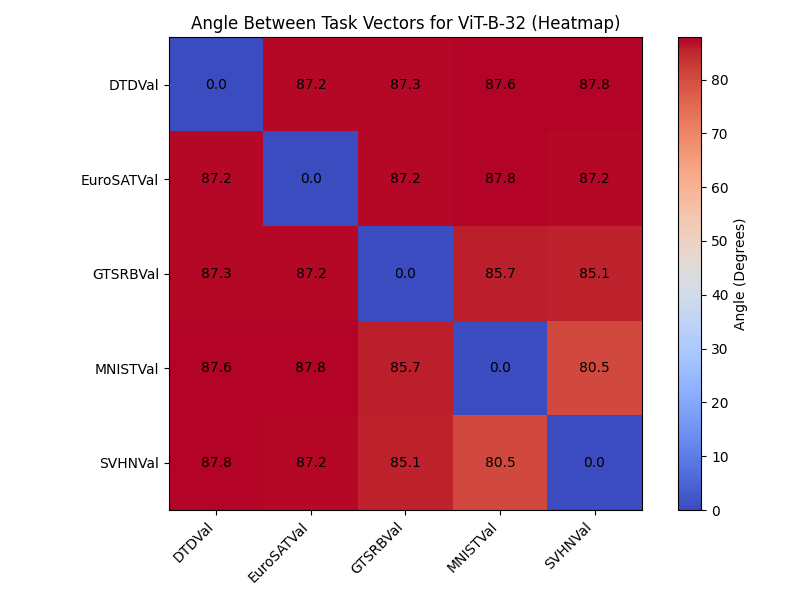 Angle Between Task Vectors for ViT-B-32 (Heatmap)
DTDVal 0.0 87.2 87.3 87.6 87.8
EuroSATVal 87.2 0.0 87.2 87.8 87.2
GTSRBVal 87.3 87.2 0.0 85.7 85.1
MNISTVal 87.6 87.8 85.7 0.0 80.5
SVHNVal 87.8 87.2 85.1 80.5 0.0
DTDVal EuroSATVal GTSRBVal MNISTVal SVHNVal
80
70
60
50
40
30
20
10
0
Angle (Degrees)